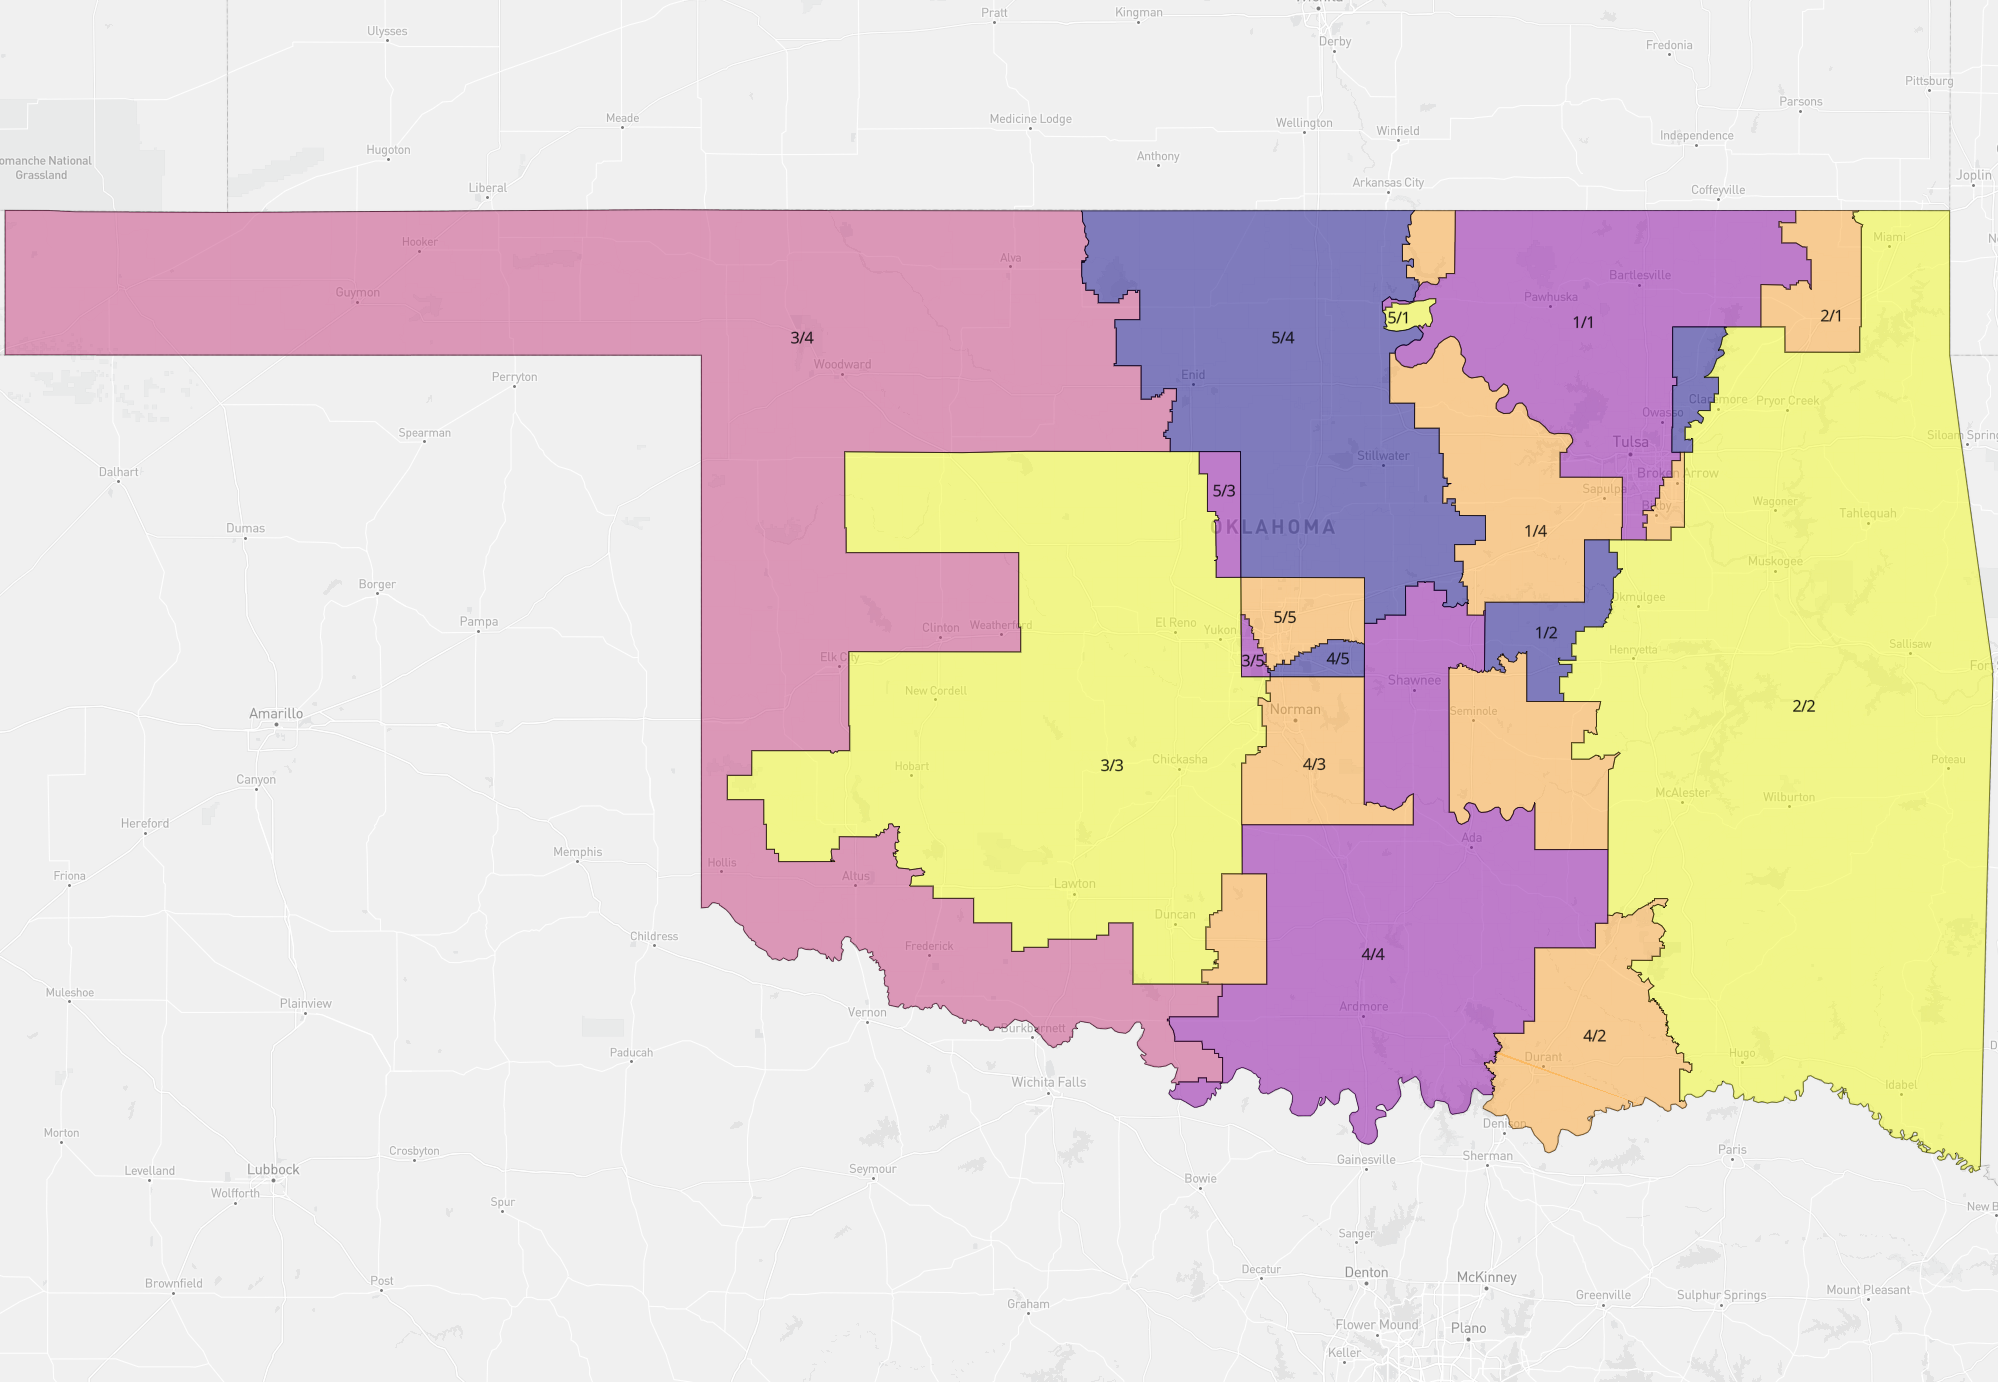 Pratt
Kingman
Ulysses
Derby
Fredonia
Pittsburg
Parsons
Meade
Medicine Lodge
Wellington
Winfield
Independence
Hugoton
Anthony
omanche National
Grassland
Liberal
Arkansas City
Coffeyville
Joplin
Hooker
Alva
Miami
Guymon
Bartlesville
Pawhuska
5/1
1/1
2/1
3/4
5/4
Woodward
Perryton
Enid
Claremore
Pryor Creek
Owasso
Spearman
Tulsa
Siloam Spring
Dalhart
Stillwater
Broken Arrow
5/3
Sapulpa
Bixby
Wagoner
Tahlequah
Dumas
OKLAHOMA
1/4
Muskogee
Borger
Okmulgee
Pampa
5/5
Clinton
Weatherford
El Reno
Yukon
1/2
Sallisaw
Elk City
3/5
4/5
Henryetta
New Cordell
Shawnee
Amarillo
Norman
Seminole
2/2
Canyon
Hobart
Chickasha
3/3
4/3
Poteau
McAlester
Wilburton
Hereford
Ada
Memphis
Hollis
Altus
Friona
Lawton
Duncan
Childress
Frederick
4/4
Muleshoe
Plainview
Vernon
Burkburnett
Ardmore
4/2
Paducah
Durant
Hugo
Wichita Falls
Idabel
Denison
Morton
Crosbyton
Levelland
Lubbock
Seymour
Gainesville
Sherman
Paris
Wolfforth
Bowie
Spur
New B
Sanger
Decatur
Denton
McKinney
Brownfield
Post
Greenville
Sulphur Springs
Mount Pleasant
Graham
Flower Mound
Plano
Keller